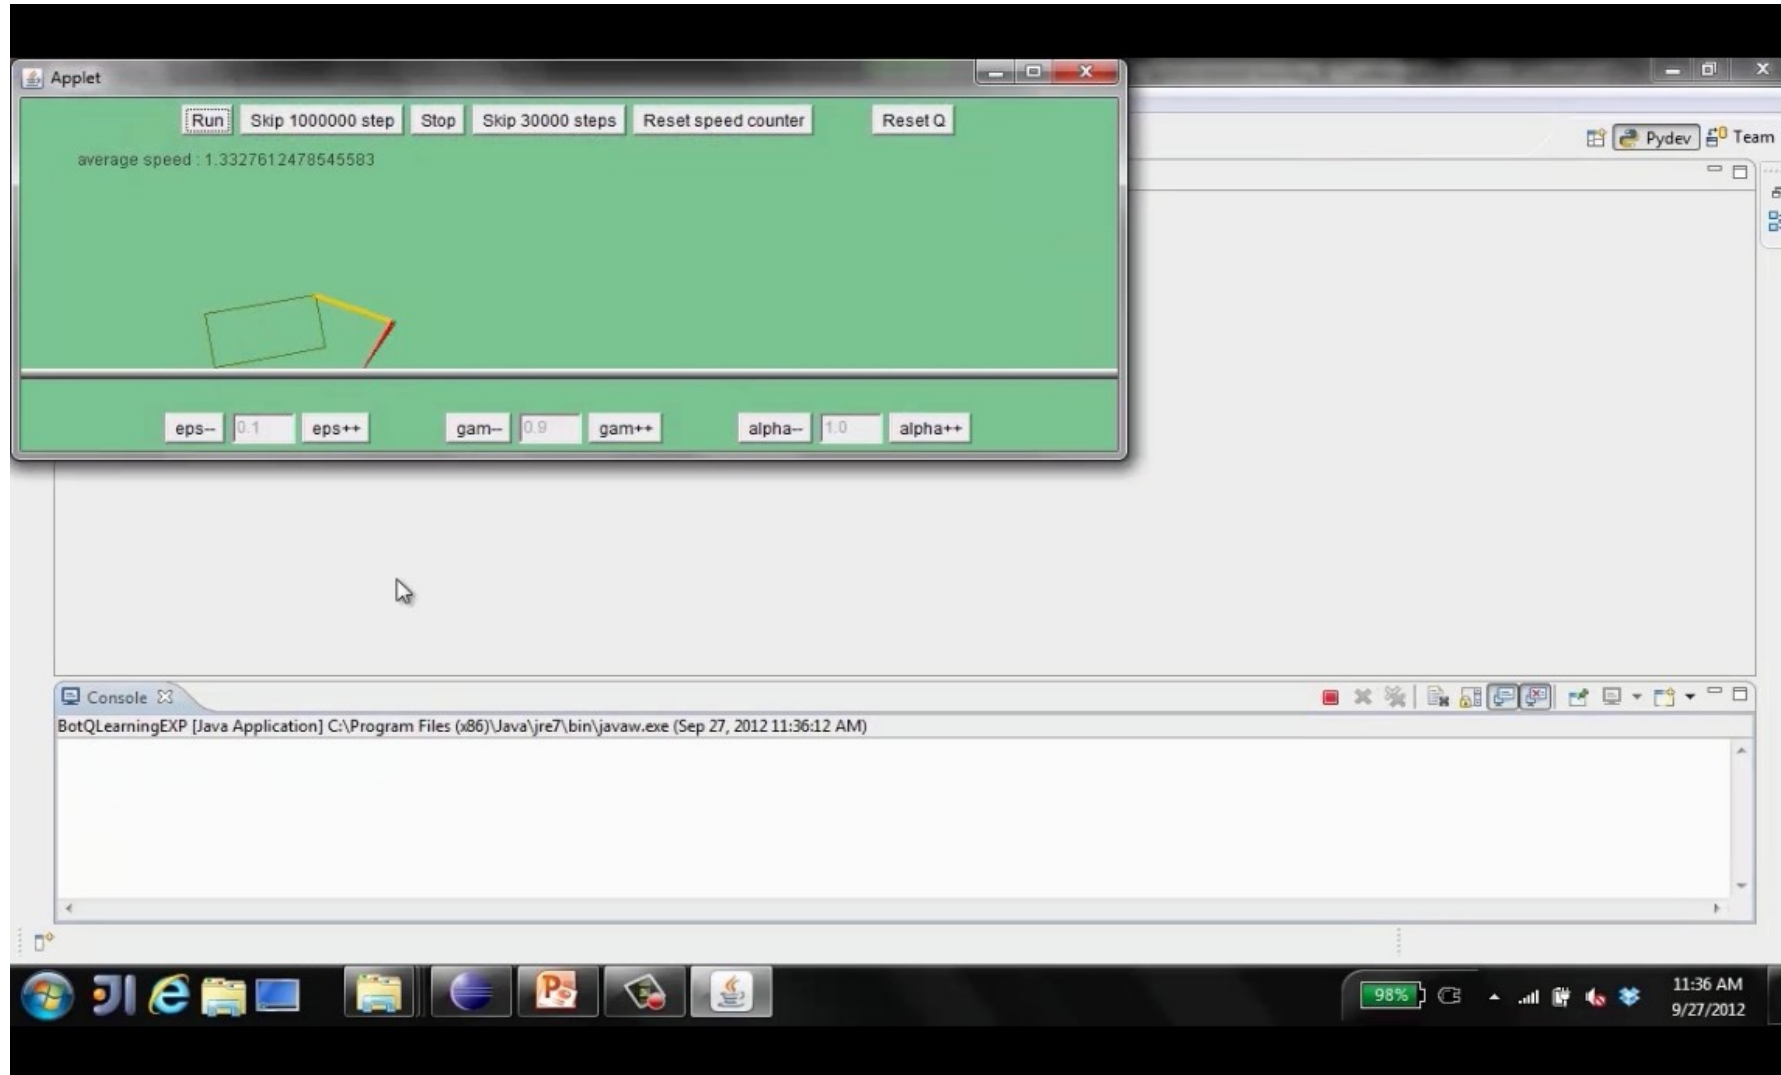 Applet
Run Skip 1000000 step Stop Skip 30000 steps Reset speed counter Reset Q
average speed : 1.3327612478545583
Pydev Team
eps-- 0.1 eps++ gam-- 0.9 gam++ alpha-- 1.0 alpha++
Console
BotQLearningEXP [Java Application] C:\Program Files (x86)\Java\jre7\bin\javaw.exe (Sep 27, 2012 11:36:12 AM)
98%
11:36 AM
9/27/2012